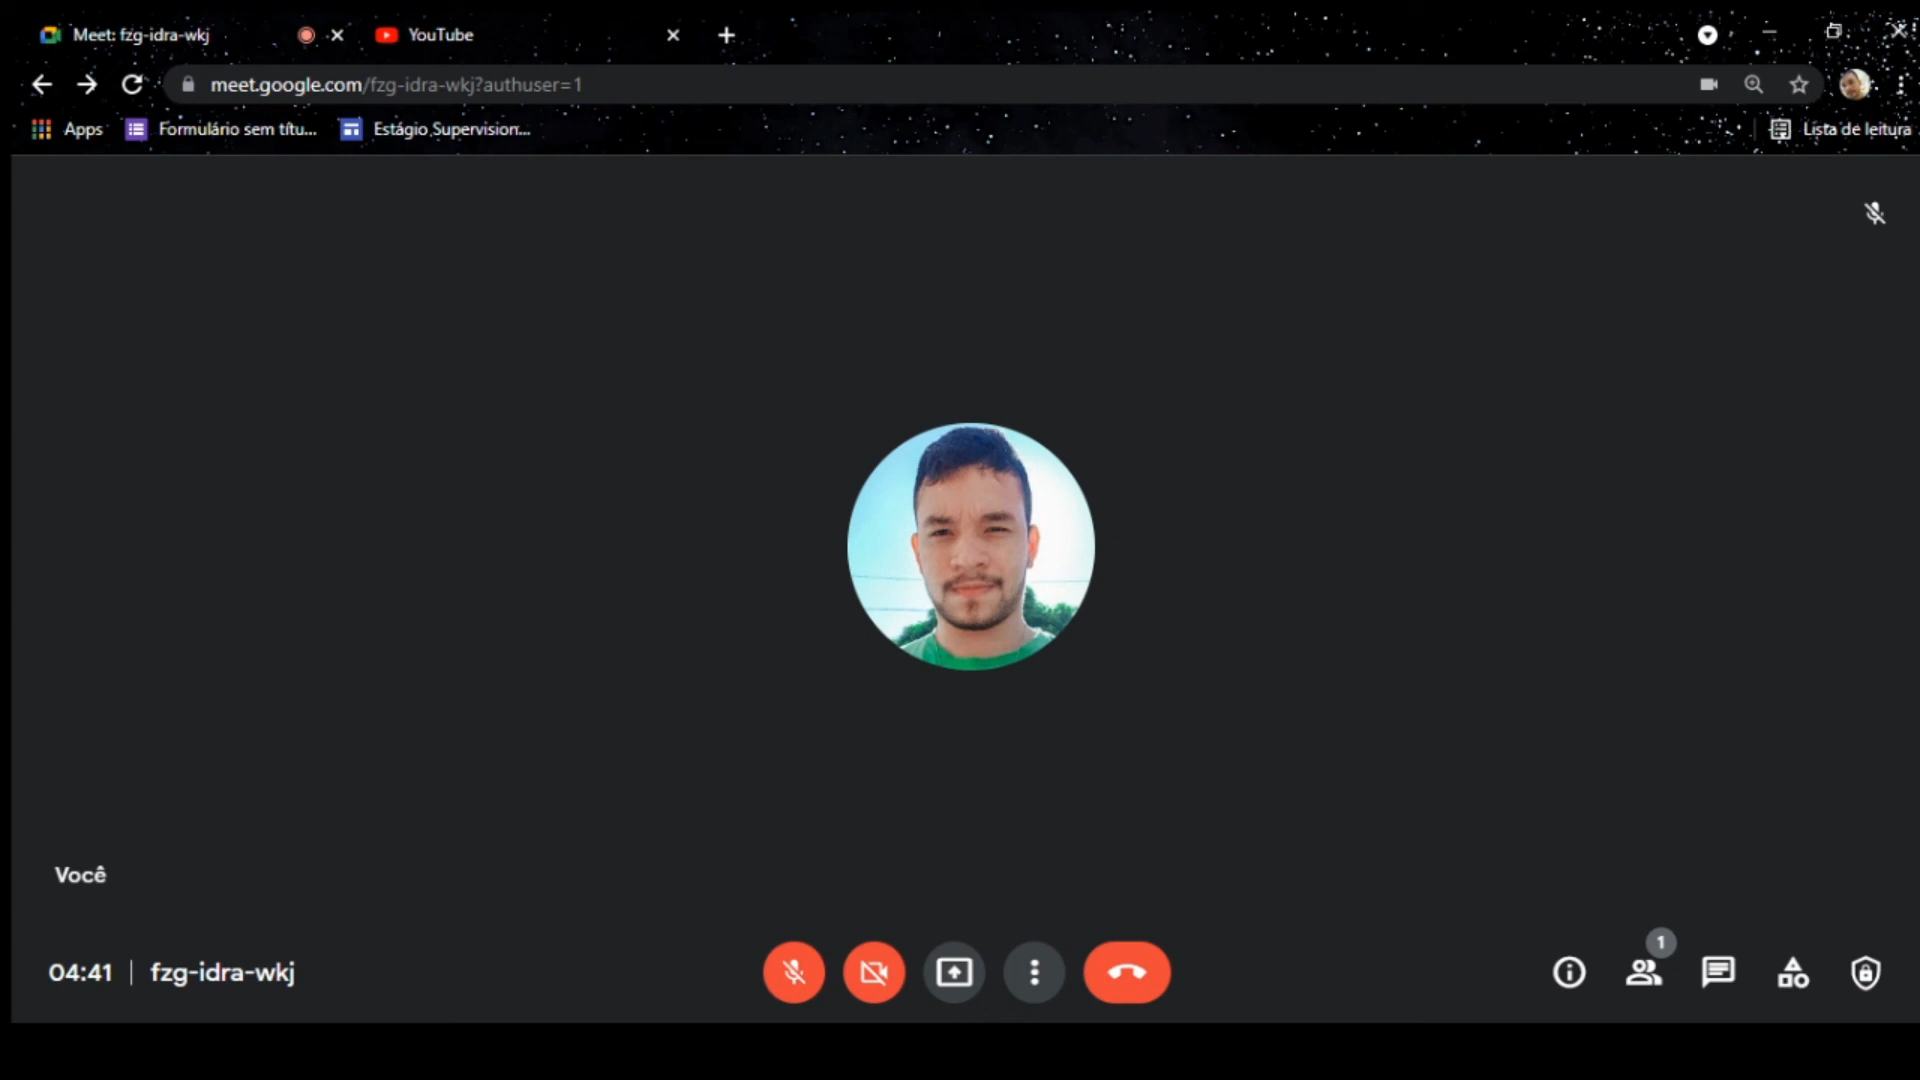 Meet: fzg-idra-wkj
YouTube
meet.google.com/fzg-idra-wkj?authuser=1
Apps
Formulário sem títu...
Estágio Supervision...
Lista de leitura
Você
04:41 | fzg-idra-wkj
1